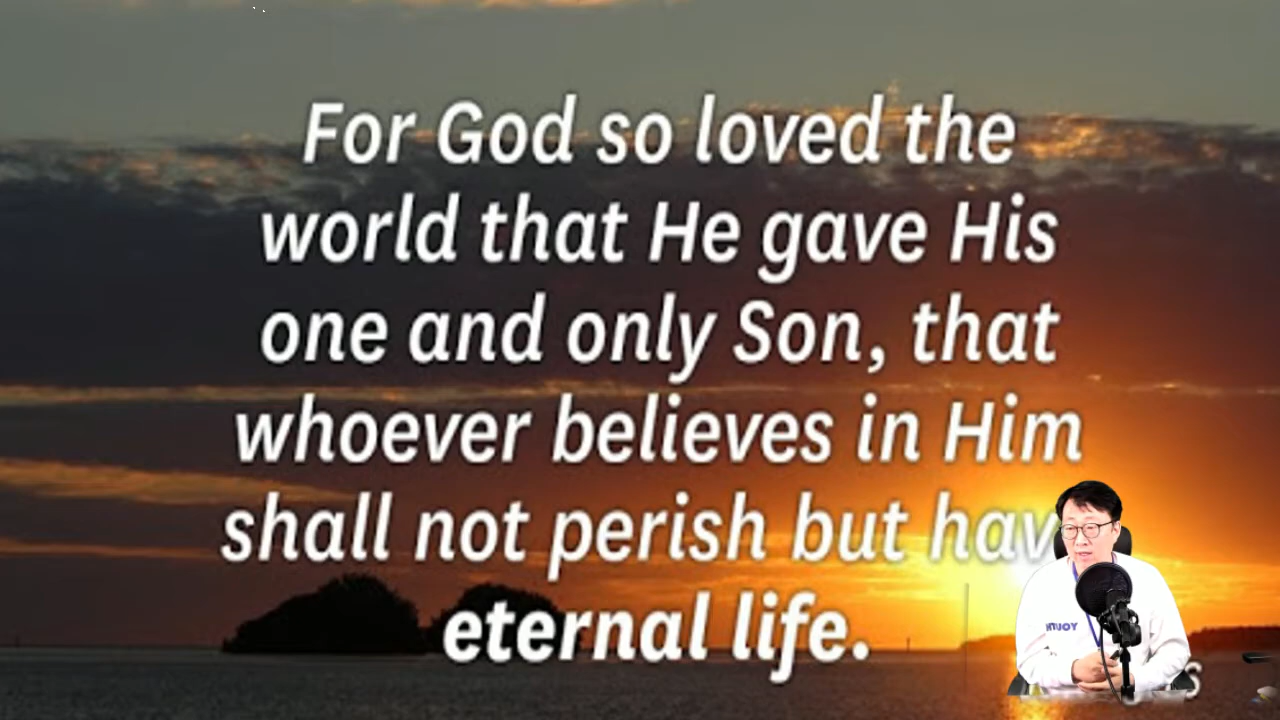 For God so loved the
world that He gave His
one and only Son, that
whoever believes in Him
shall not perish but hav
eternal life.